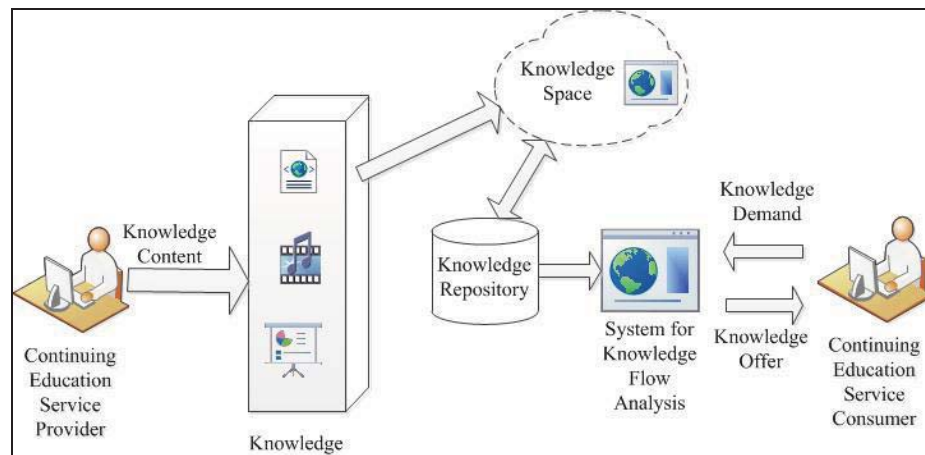 Knowledge
Space
Knowledge
Content
Knowledge
Demand
Knowledge
Repository
Knowledge
Offer
Continuing
Education
Service
Provider
Knowledge
System for
Knowledge
Flow
Analysis
Continuing
Education
Service
Consumer